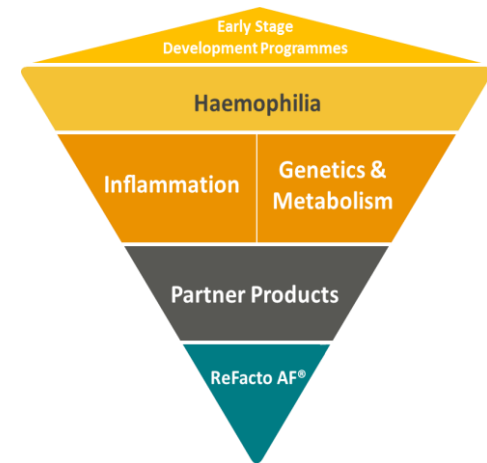 Early Stage
Development Programmes
Haemophilia
Inflammation
Genetics &
Metabolism
Partner Products
ReFacto AF®